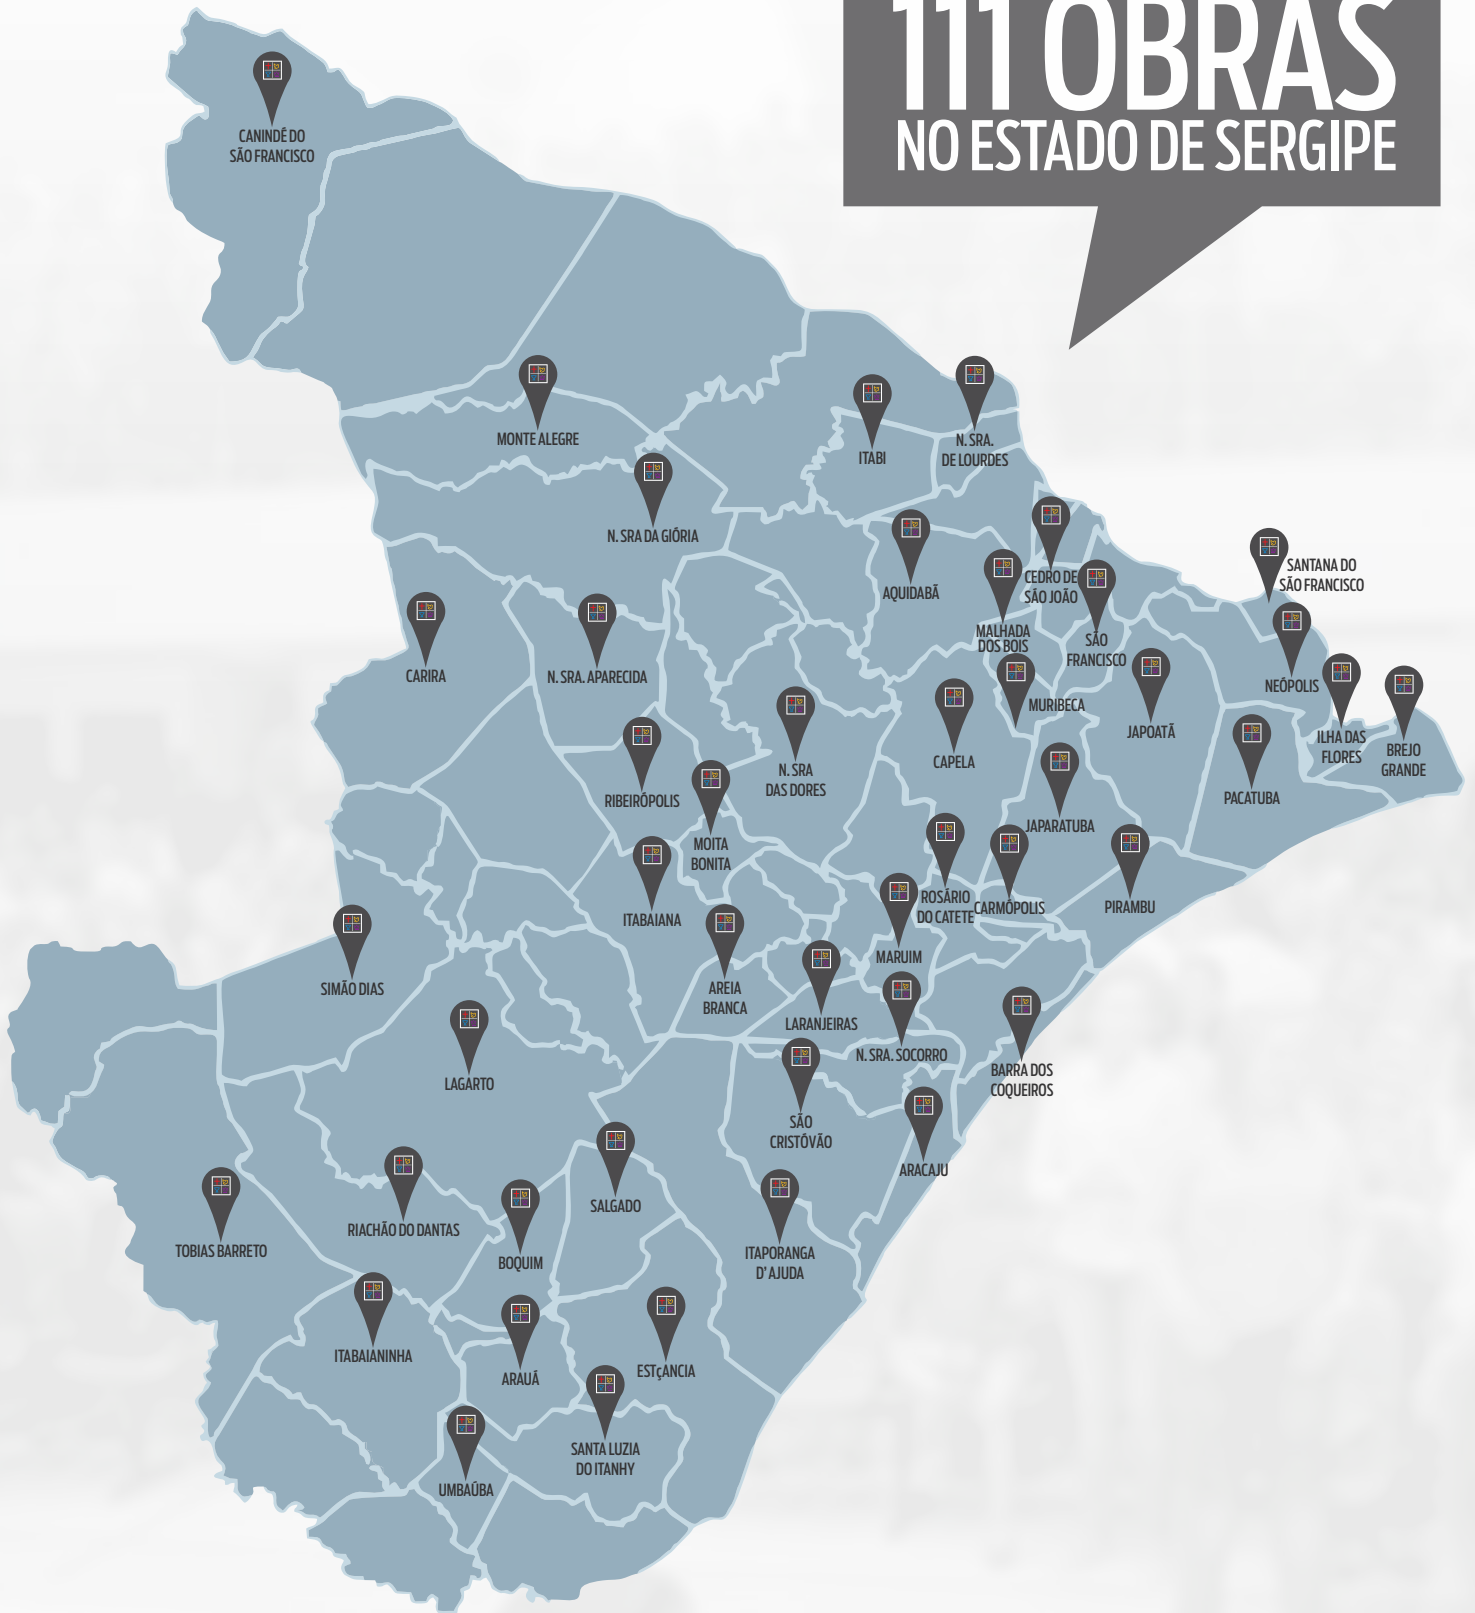 111 OBRAS
NO ESTADO DE SERGIPE
CANINDÉ DO
SÃO FRANCISCO
MONTE ALEGRE
ITABI
N. SRA.
DE LOURDES
N. SRA DA GlÓRIA
AQUIDABÃ
CEDRO DE
SÁO JOÃO
SANTANA DO
SÃO FRANCISCO
MALHADA
DOS BOIS
SÃO
FRANCISCO
CARIRA
N. SRA. APARECIDA
NEÓPOLIS
MURIBECA
JAPOATÃ
ILHA DAS
FLORES
BREJO
GRANDE
CAPELA
N. SRA
DAS DORES
RIBEIRÓPOLIS
PACATUBA
JAPARATUBA
MOITA
BONITA
ITABAIANA
ROSÁRIO
DO CATETE
CARMÓPOLIS
PIRAMBU
MARUIM
SIMÃO DIAS
AREIA
BRANCA
LARANJEIRAS
N. SRA. SOCORRO
BARRA DOS
COQUEIROS
LAGARTO
SÃO
CRISTÓVÃO
ARACAJU
SALGADO
RIACHÃO DO DANTAS
TOBIAS BARRETO
BOQUIM
ITAPORANGA
D' AJUDA
ITABAIANINHA
ARAUÁ
ESTçANCIA
SANTA LUZIA
DO ITANHY
UMBAÚBA